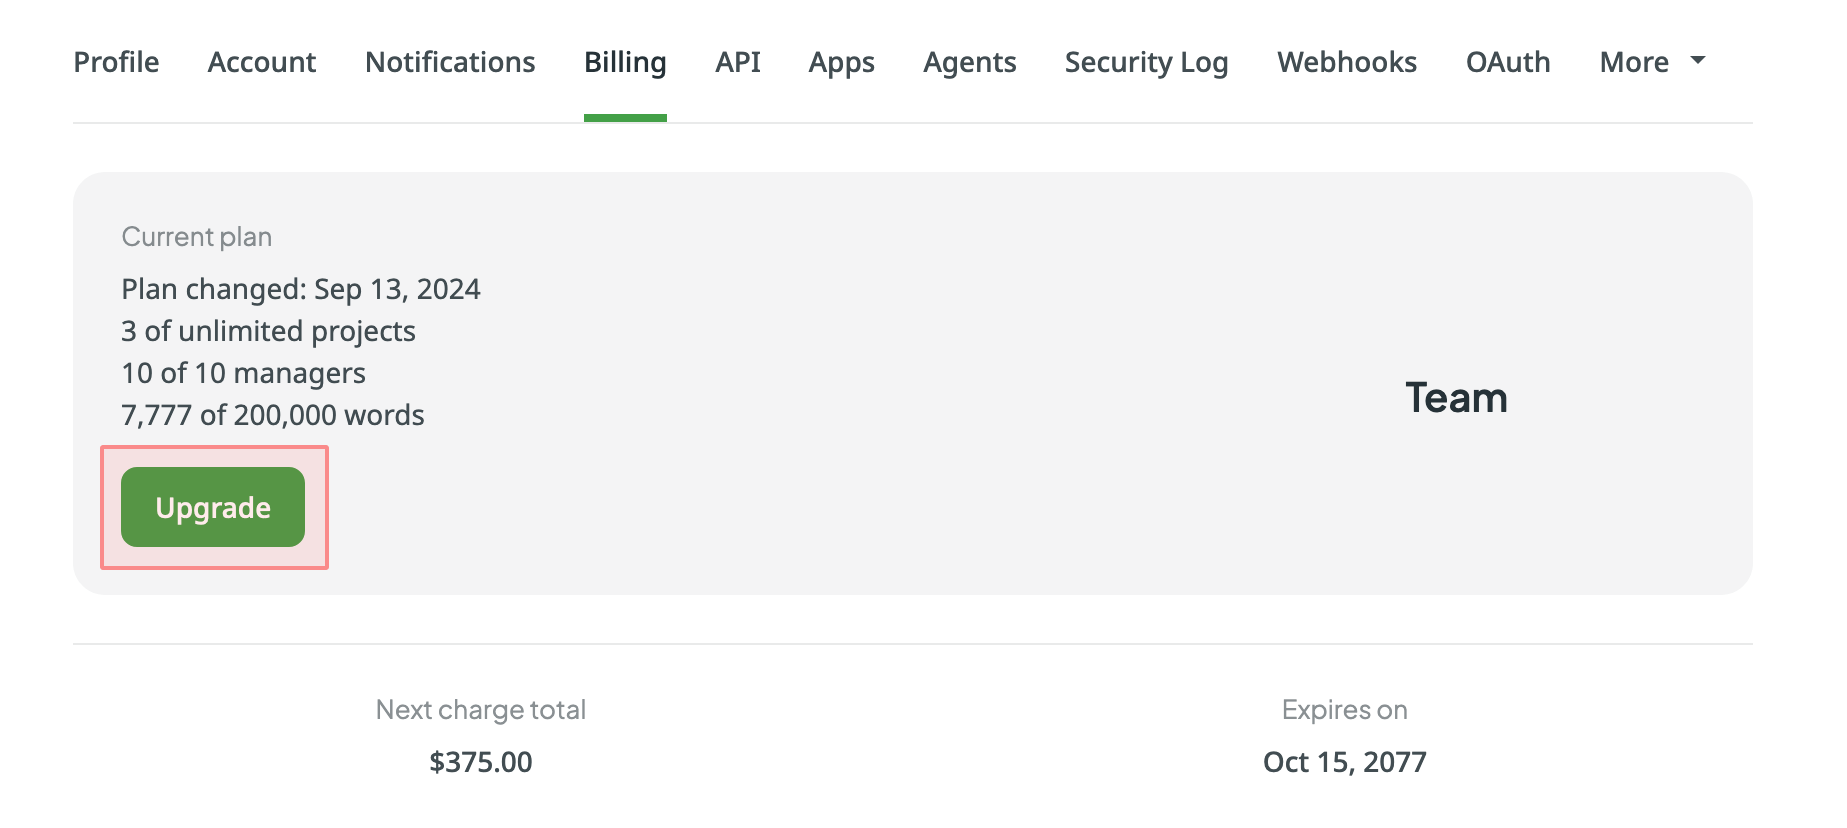 Profile Account Notifications Billing API Apps Agents Security Log Webhooks OAuth More
Current plan
Plan changed: Sep 13, 2024
3 of unlimited projects
10 of 10 managers
7,777 of 200,000 words
Team
Upgrade
Next charge total
$375.00
Expires on
Oct 15, 2077